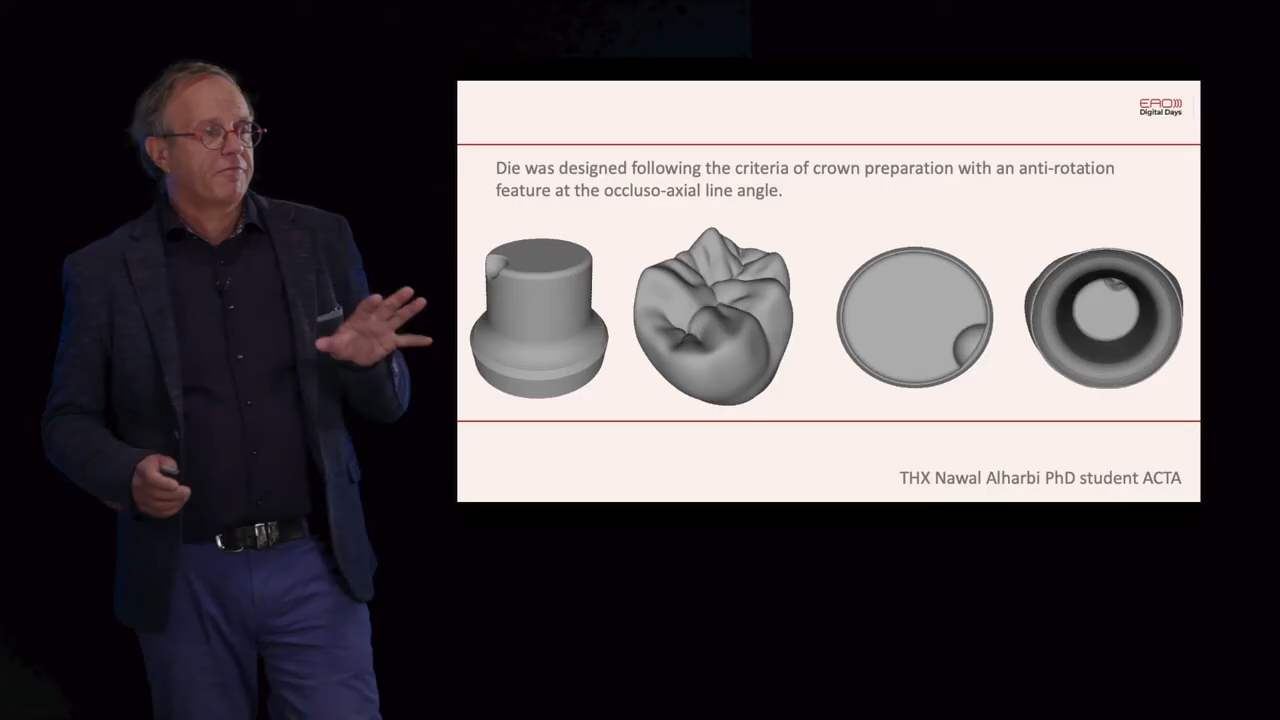 EAO
Digital Days
Die was designed following the criteria of crown preparation with an anti-rotation
feature at the occluso-axial line angle.
THX Nawal Alharbi PhD student ACTA